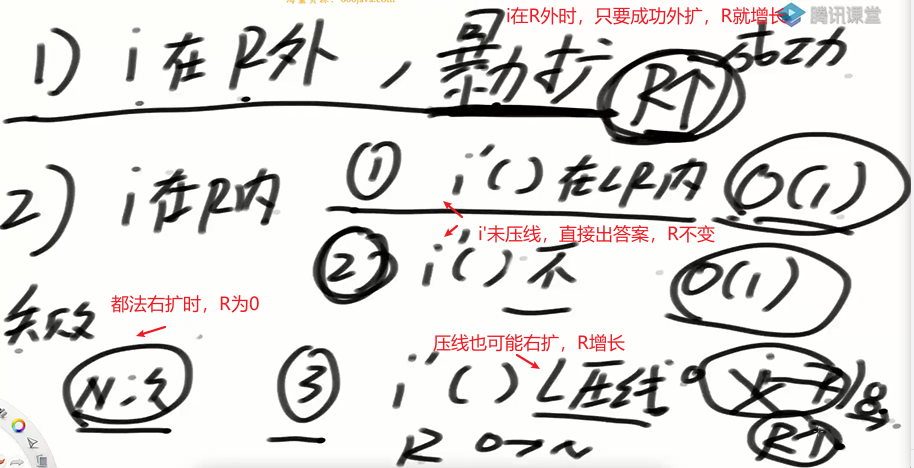 i在R外时，只要成功外扩，R就增长
腾讯课堂
1) i在R外，暴力扩 R↑ 成功
2) i在R内 ① i'( )在LR内 O(1)
i'未压线，直接出答案，R不变
② i'( )不 O(1)
失败
都法右扩时，R为0
压线也可能右扩，R增长
N次 ③ i'( ) L压线
R 0→N R↑